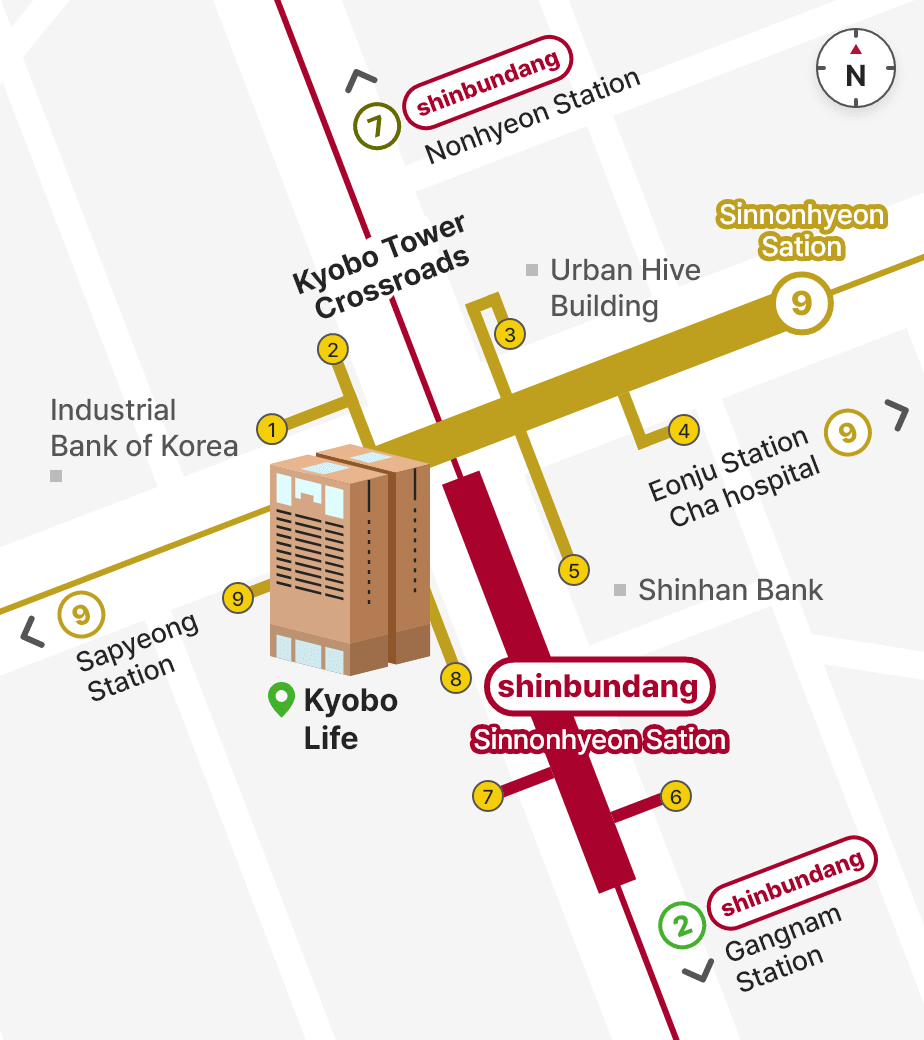 N
shinbundang
7
Nonhyeon Station
Sinnonhyeon
Sation
9
Kyobo Tower
Crossroads
Urban Hive
Building
3
2
1
Industrial
Bank of Korea
4
Eonju Station
Cha hospital
9
5
Shinhan Bank
9
9
Sapyeong
Station
8
Kyobo
Life
shinbundang
Sinnonhyeon Sation
7
6
shinbundang
2
Gangnam
Station